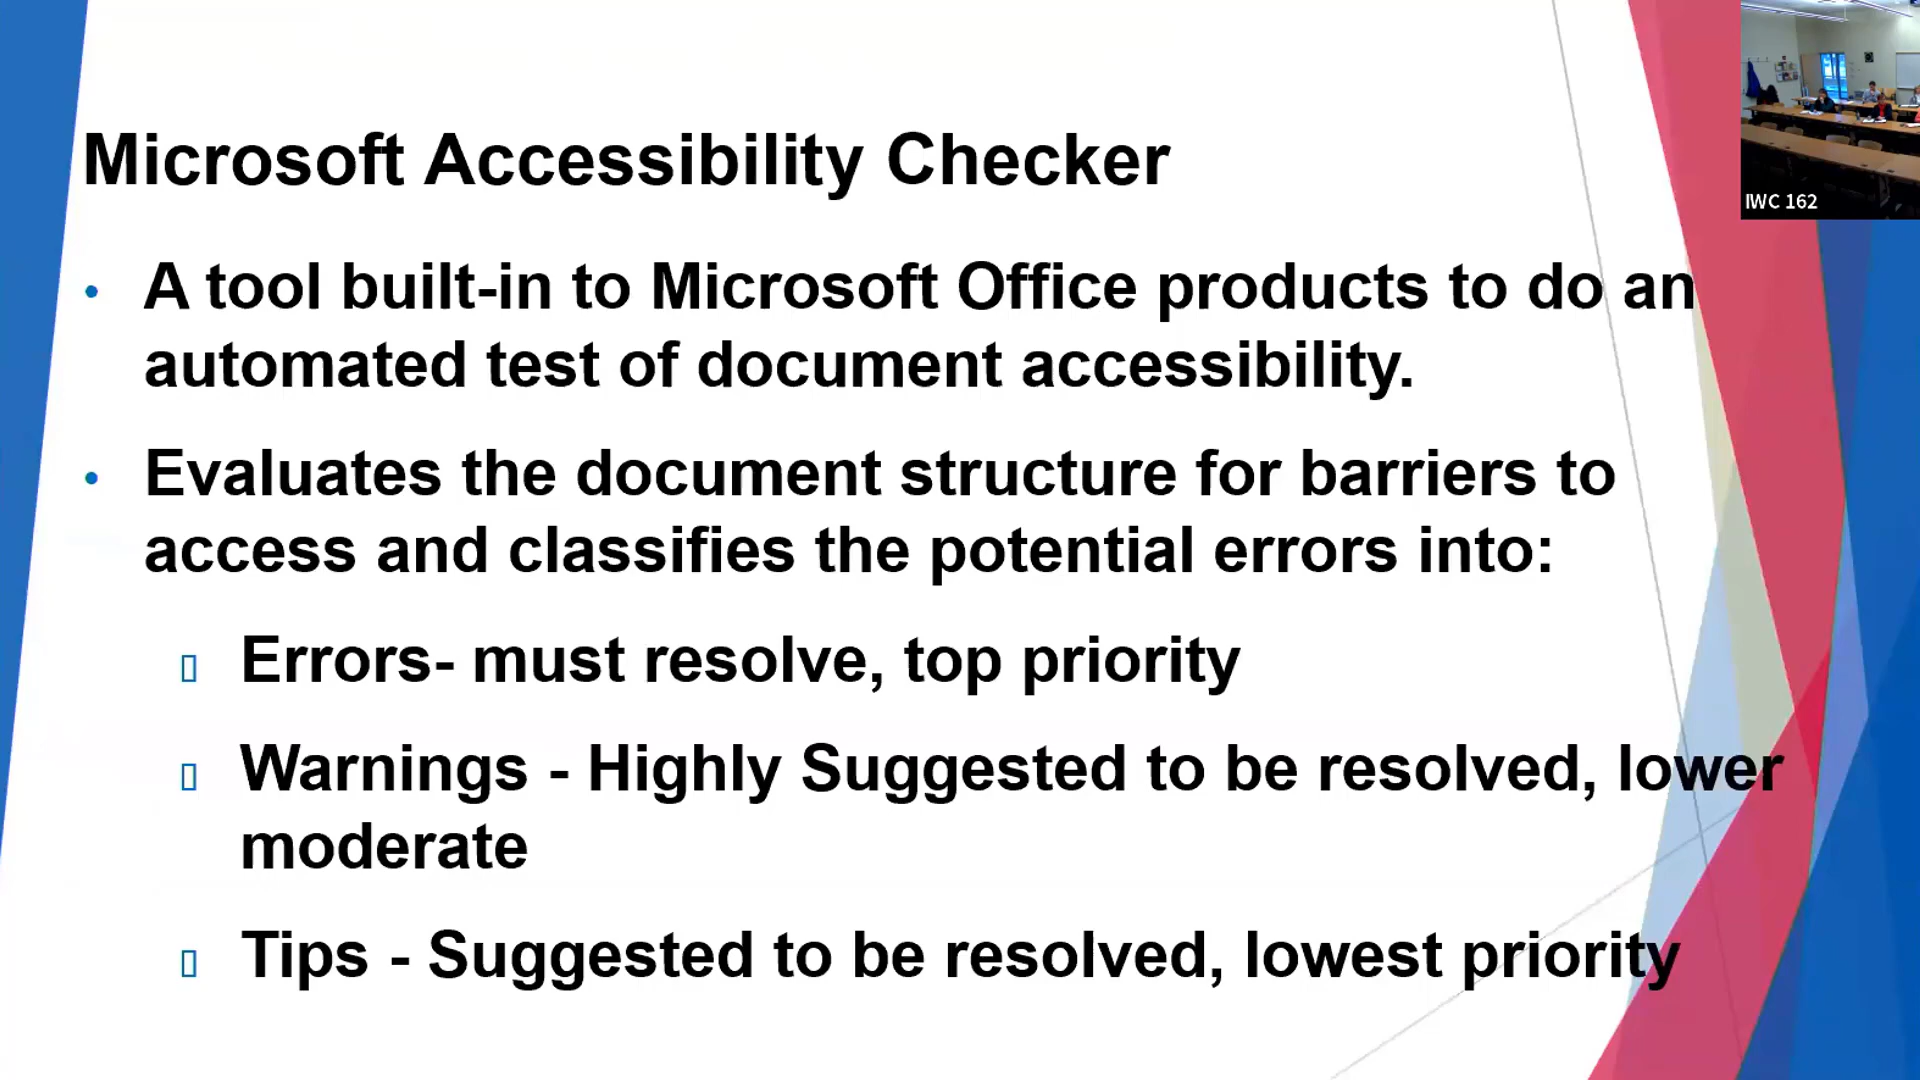 Microsoft Accessibility Checker
• A tool built-in to Microsoft Office products to do an
automated test of document accessibility.
• Evaluates the document structure for barriers to
access and classifies the potential errors into:
Errors- must resolve, top priority
Warnings - Highly Suggested to be resolved, lower
moderate
Tips - Suggested to be resolved, lowest priority
IWC 162